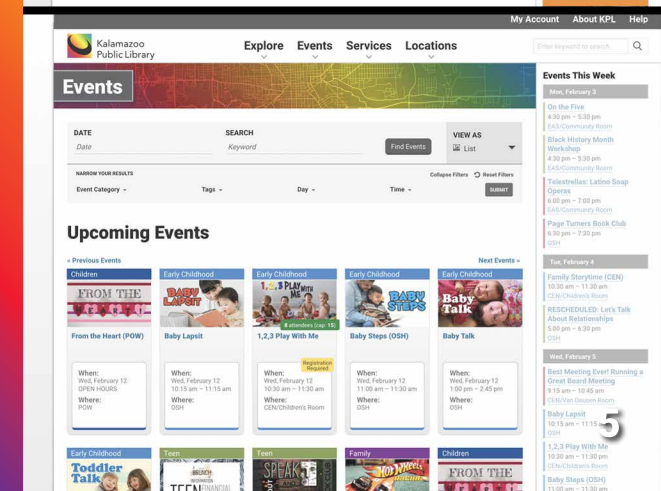 My Account About KPL Help
Kalamazoo
Public Library
Explore Events Services Locations
Enter keyword to search
Events
DATE
Date
SEARCH
Keyword
Find Events
VIEW AS
List
NARROW YOUR RESULTS
Collapse Filters Reset Filters
Event Category Tags Day Time SUBMIT
Upcoming Events
« Previous Events Next Events »
Children
FROM THE
From the Heart (POW)
When:
Wed, February 12
OPEN HOURS
Where:
POW
Early Childhood
BABY
LAPSIT
Baby Lapsit
When:
Wed, February 12
10:15 am – 11:15 am
Where:
OSH
Early Childhood
1, 2, 3 PLAY WITH
ME
8 attendees (cap: 15)
1,2,3 Play With Me
Registration
Required
When:
Wed, February 12
10:30 am – 11:30 am
Where:
CEN/Children's Room
Early Childhood
BABY
STEPS
Baby Steps (OSH)
When:
Wed, February 12
11:00 am – 11:30 am
Where:
OSH
Early Childhood
Baby
Talk
Baby Talk
When:
Wed, February 12
1:00 pm – 2:45 pm
Where:
OSH
Early Childhood
Toddler
Talk
Teen
TEEN FINANCIAL
Teen
SPEAK
OUT
Family
Hot Wheels
Children
FROM THE
Events This Week
Mon, February 3
On the Five
4:30 pm – 5:30 pm
EAS/Community Room
Black History Month
Workshop
4:30 pm – 5:30 pm
EAS/Community Room
Telestrellas: Latino Soap
Operas
6:00 pm – 7:00 pm
EAS/Community Room
Page Turners Book Club
6:30 pm – 7:30 pm
OSH
Tue, February 4
Family Storytime (CEN)
10:30 am – 11:30 am
CEN/Children's Room
RESCHEDULED: Let's Talk
About Relationships
5:00 pm – 6:30 pm
OSH
Wed, February 5
Best Meeting Ever! Running a
Great Board Meeting
9:15 am – 10:45 am
CEN/Van Deusen Room
Baby Lapsit
10:15 am – 11:15
OSH
5
1,2,3 Play With Me
10:30 am – 11:30 pm
CEN/Children's Room
Baby Steps (OSH)
11:00 am – 11:30 am